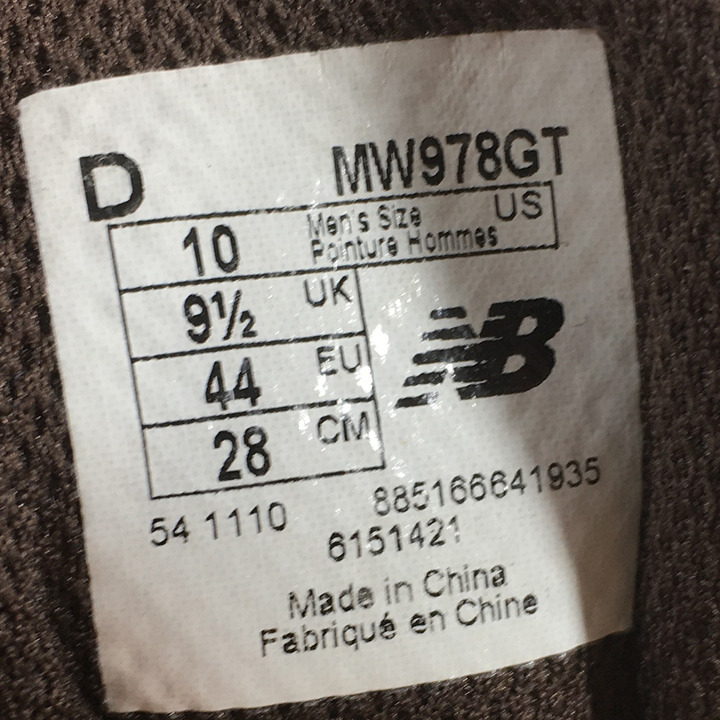 D MW978GT
10 Men's Size US
Pointure Hommes
9½ UK
44 EU
28 CM
NB
54 1110 885166641935
6151421
Made in China
Fabriqué en Chine